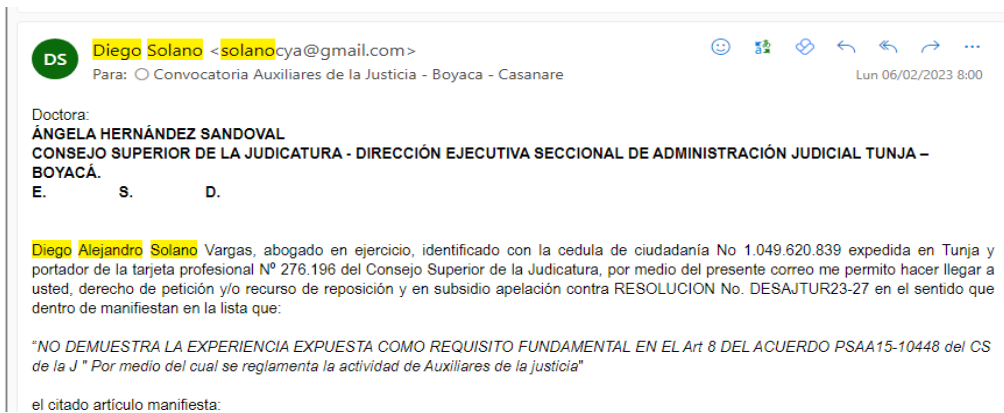 DS
Diego Solano <solanocya@gmail.com>
Para: Convocatoria Auxiliares de la Justicia - Boyaca - Casanare
Lun 06/02/2023 8:00
Doctora:
ÁNGELA HERNÁNDEZ SANDOVAL
CONSEJO SUPERIOR DE LA JUDICATURA - DIRECCIÓN EJECUTIVA SECCIONAL DE ADMINISTRACIÓN JUDICIAL TUNJA –
BOYACÁ.
E. S. D.
Diego Alejandro Solano Vargas, abogado en ejercicio, identificado con la cedula de ciudadanía No 1.049.620.839 expedida en Tunja y
portador de la tarjeta profesional Nº 276.196 del Consejo Superior de la Judicatura, por medio del presente correo me permito hacer llegar a
usted, derecho de petición y/o recurso de reposición y en subsidio apelación contra RESOLUCION No. DESAJTUR23-27 en el sentido que
dentro de manifiestan en la lista que:
"NO DEMUESTRA LA EXPERIENCIA EXPUESTA COMO REQUISITO FUNDAMENTAL EN EL Art 8 DEL ACUERDO PSAA15-10448 del CS
de la J " Por medio del cual se reglamenta la actividad de Auxiliares de la justicia"
el citado artículo manifiesta: